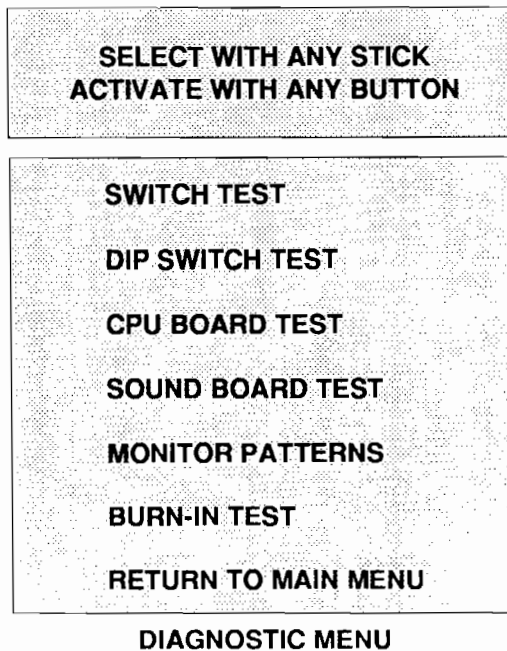 SELECT WITH ANY STICK
ACTIVATE WITH ANY BUTTON
SWITCH TEST
DIP SWITCH TEST
CPU BOARD TEST
SOUND BOARD TEST
MONITOR PATTERNS
BURN-IN TEST
RETURN TO MAIN MENU
DIAGNOSTIC MENU